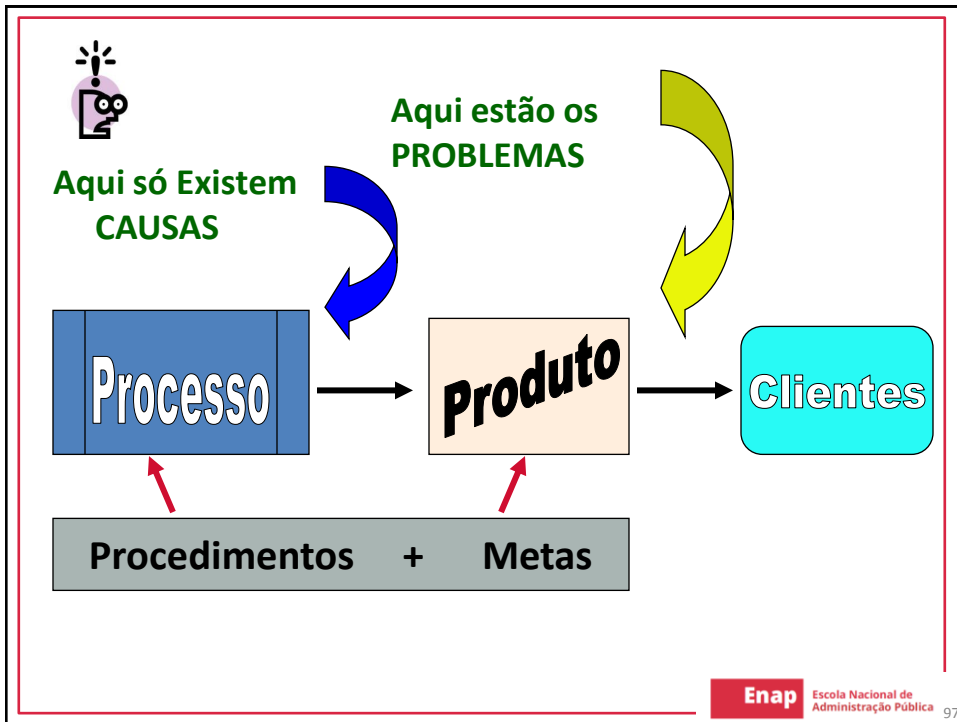 Aqui estão os
PROBLEMAS
Aqui só Existem
CAUSAS
Processo
Produto
Clientes
Procedimentos + Metas
Enap
Escola Nacional de
Administração Pública
97